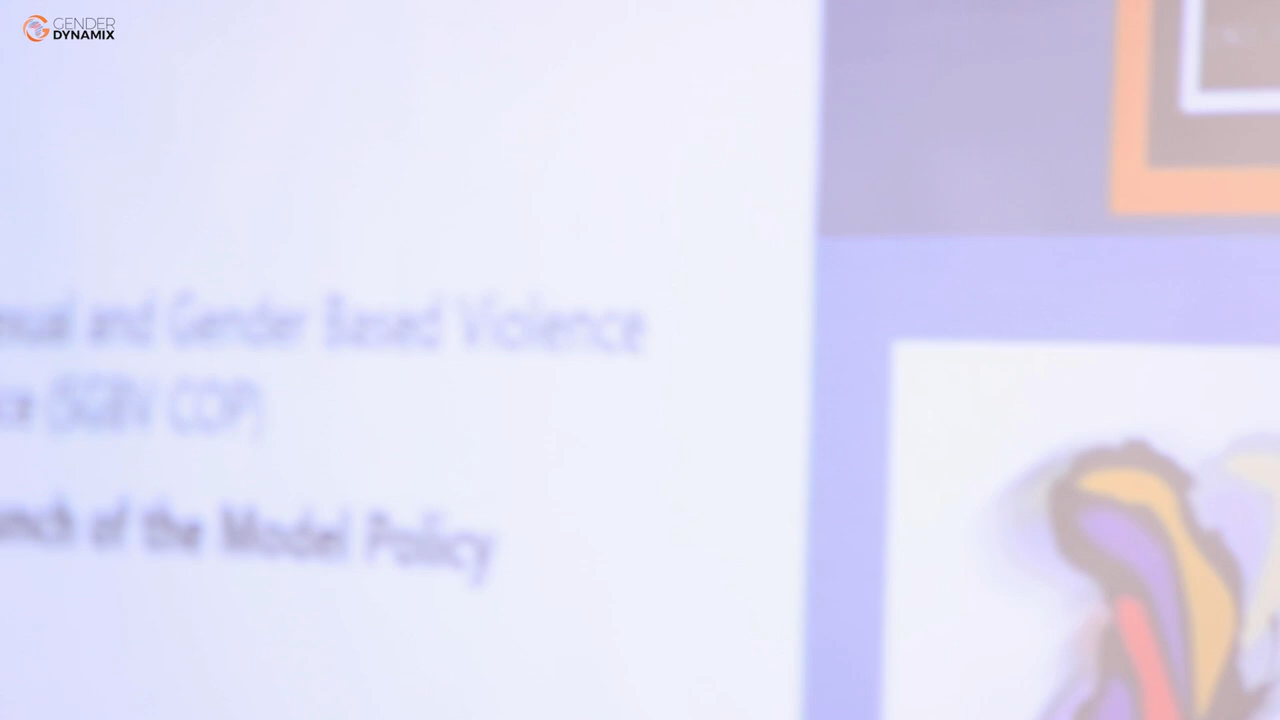 GENDER
DYNAMIX
and Gender Based Violence
(SGBV COP)
of the Model Policy